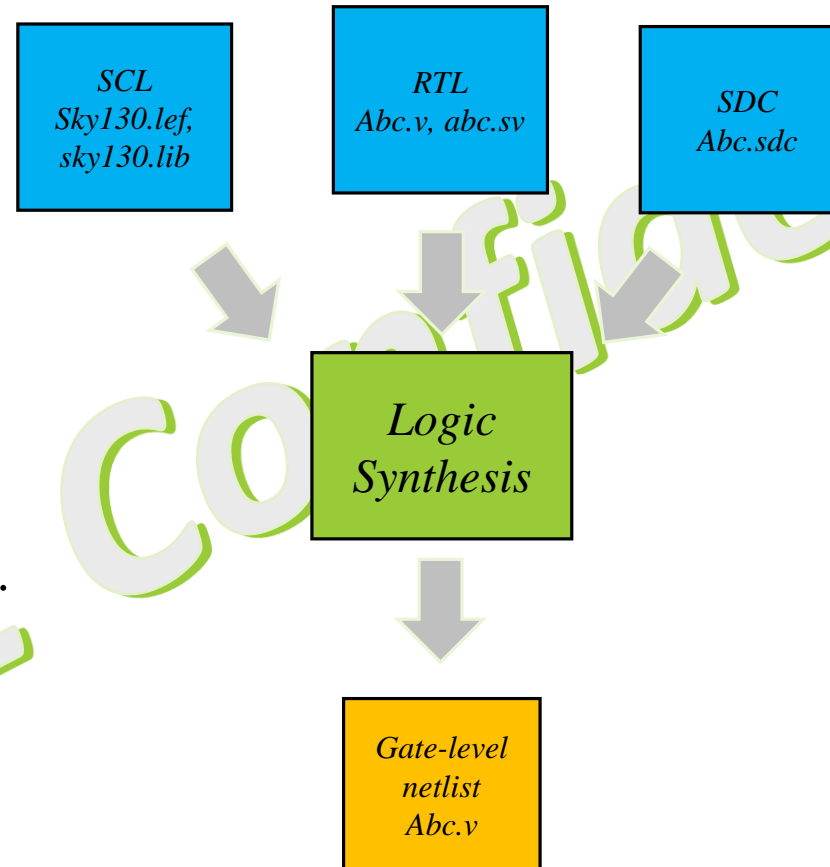 SCL
Sky130.lef,
sky130.lib
RTL
Abc.v, abc.sv
SDC
Abc.sdc
Logic
Synthesis
.
Gate-level
netlist
Abc.v